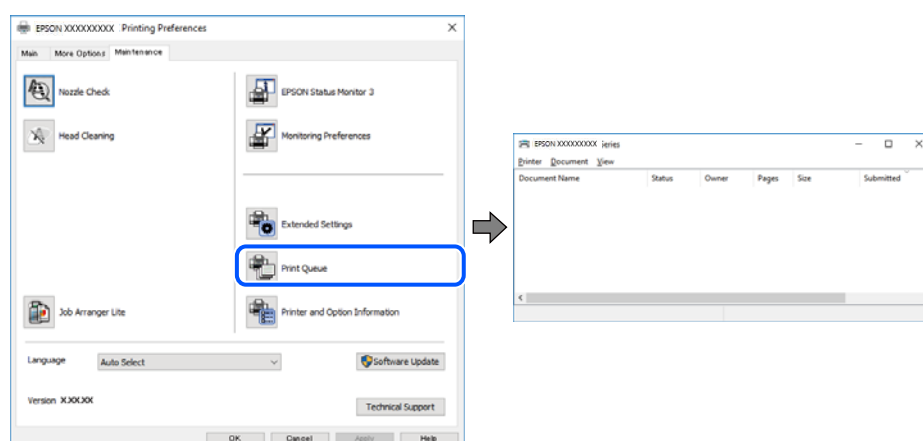 EPSON XXXXXXXXX Printing Preferences
Main More Options Maintenance
Nozzle Check
EPSON Status Monitor 3
Head Cleaning
Monitoring Preferences
Extended Settings
Print Queue
Job Arranger Lite
Printer and Option Information
Language Auto Select
Software Update
Version X.XX.XX
Technical Support
OK Cancel Apply Help
EPSON XXXXXXXXX ieries
Printer Document View
Document Name Status Owner Pages Size Submitted